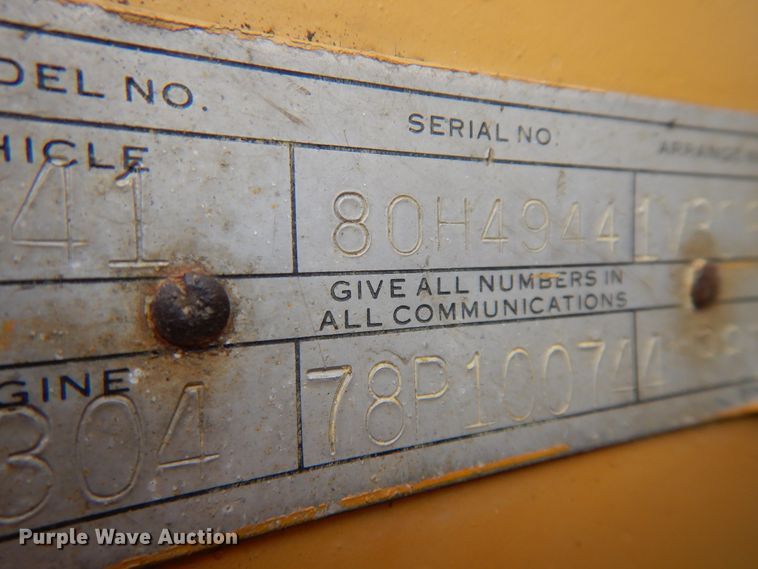 DEL NO.
SERIAL NO.
HICLE
41
80H4944
GIVE ALL NUMBERS IN
ALL COMMUNICATIONS
GINE
304
78P10074
Purple Wave Auction